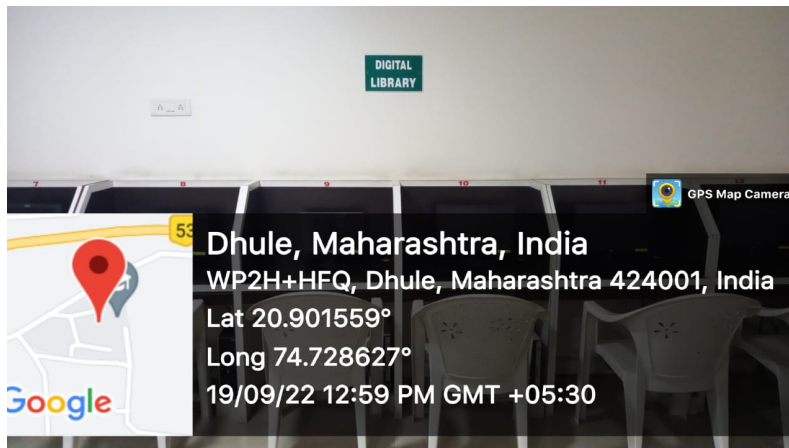 DIGITAL
LIBRARY
7
8
9
10
11
12
GPS Map Camera
53
Dhule, Maharashtra, India
WP2H+HFQ, Dhule, Maharashtra 424001, India
Lat 20.901559°
Long 74.728627°
19/09/22 12:59 PM GMT +05:30
Google